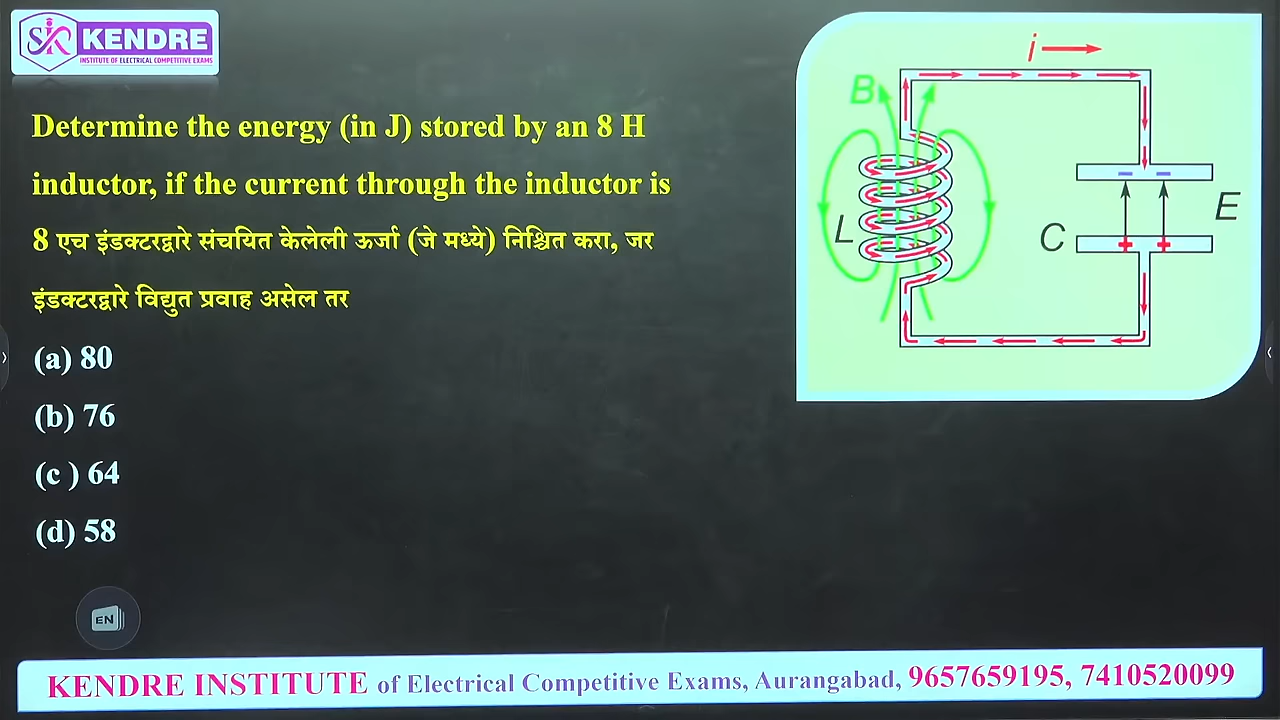 SKR KENDRE
INSTITUTE OF ELECTRICAL COMPETITIVE EXAMS
Determine the energy (in J) stored by an 8 H
inductor, if the current through the inductor is
8 एच इंडक्टरद्वारे संचयित केलेली ऊर्जा (जे मध्ये) निश्चित करा, जर
इंडक्टरद्वारे विद्युत प्रवाह असेल तर
(a) 80
(b) 76
(c ) 64
(d) 58
i
B
L
C
E
EN
KENDRE INSTITUTE of Electrical Competitive Exams, Aurangabad, 9657659195, 7410520099